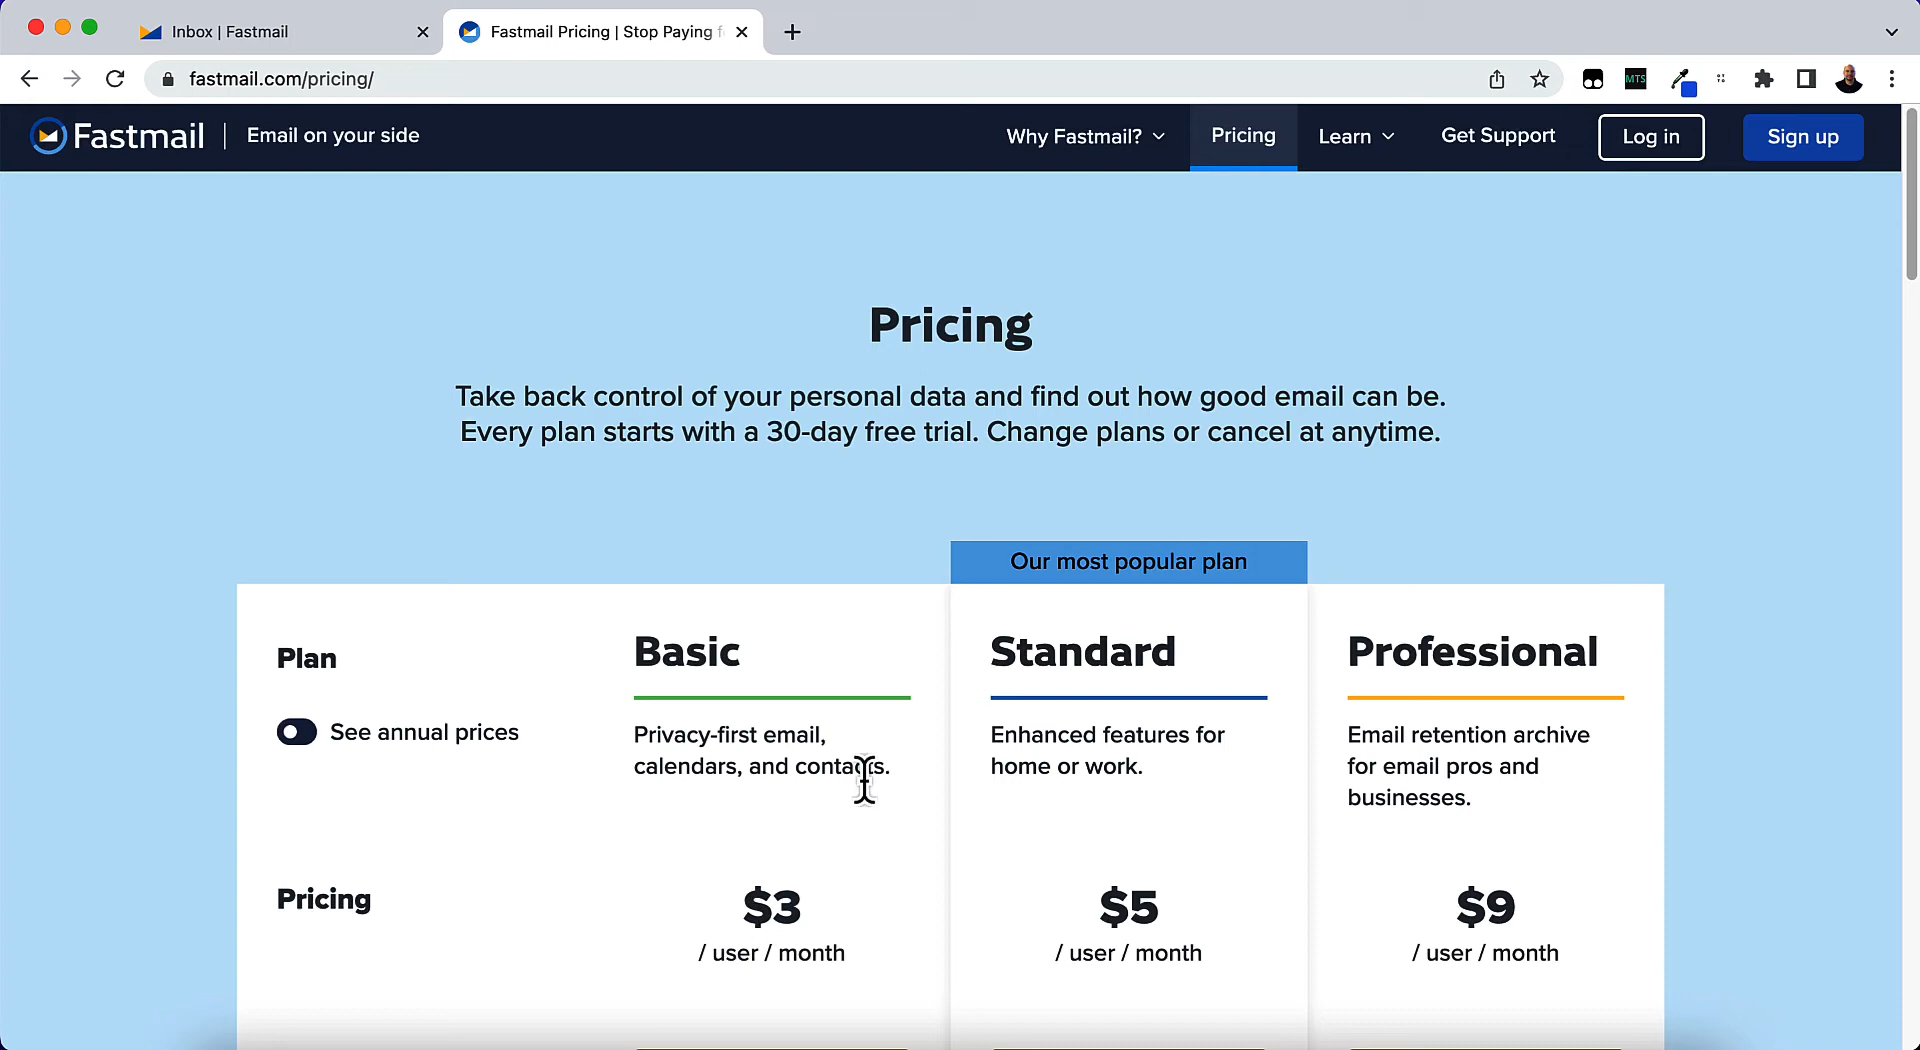 Inbox | Fastmail
Fastmail Pricing | Stop Paying f
fastmail.com/pricing/
MTS
Fastmail | Email on your side
Why Fastmail?
Pricing
Learn
Get Support
Log in
Sign up
Pricing
Take back control of your personal data and find out how good email can be.
Every plan starts with a 30-day free trial. Change plans or cancel at anytime.
Our most popular plan
Plan
See annual prices
Basic
Privacy-first email,
calendars, and contacts.
Standard
Enhanced features for
home or work.
Professional
Email retention archive
for email pros and
businesses.
Pricing
$3
/ user / month
$5
/ user / month
$9
/ user / month